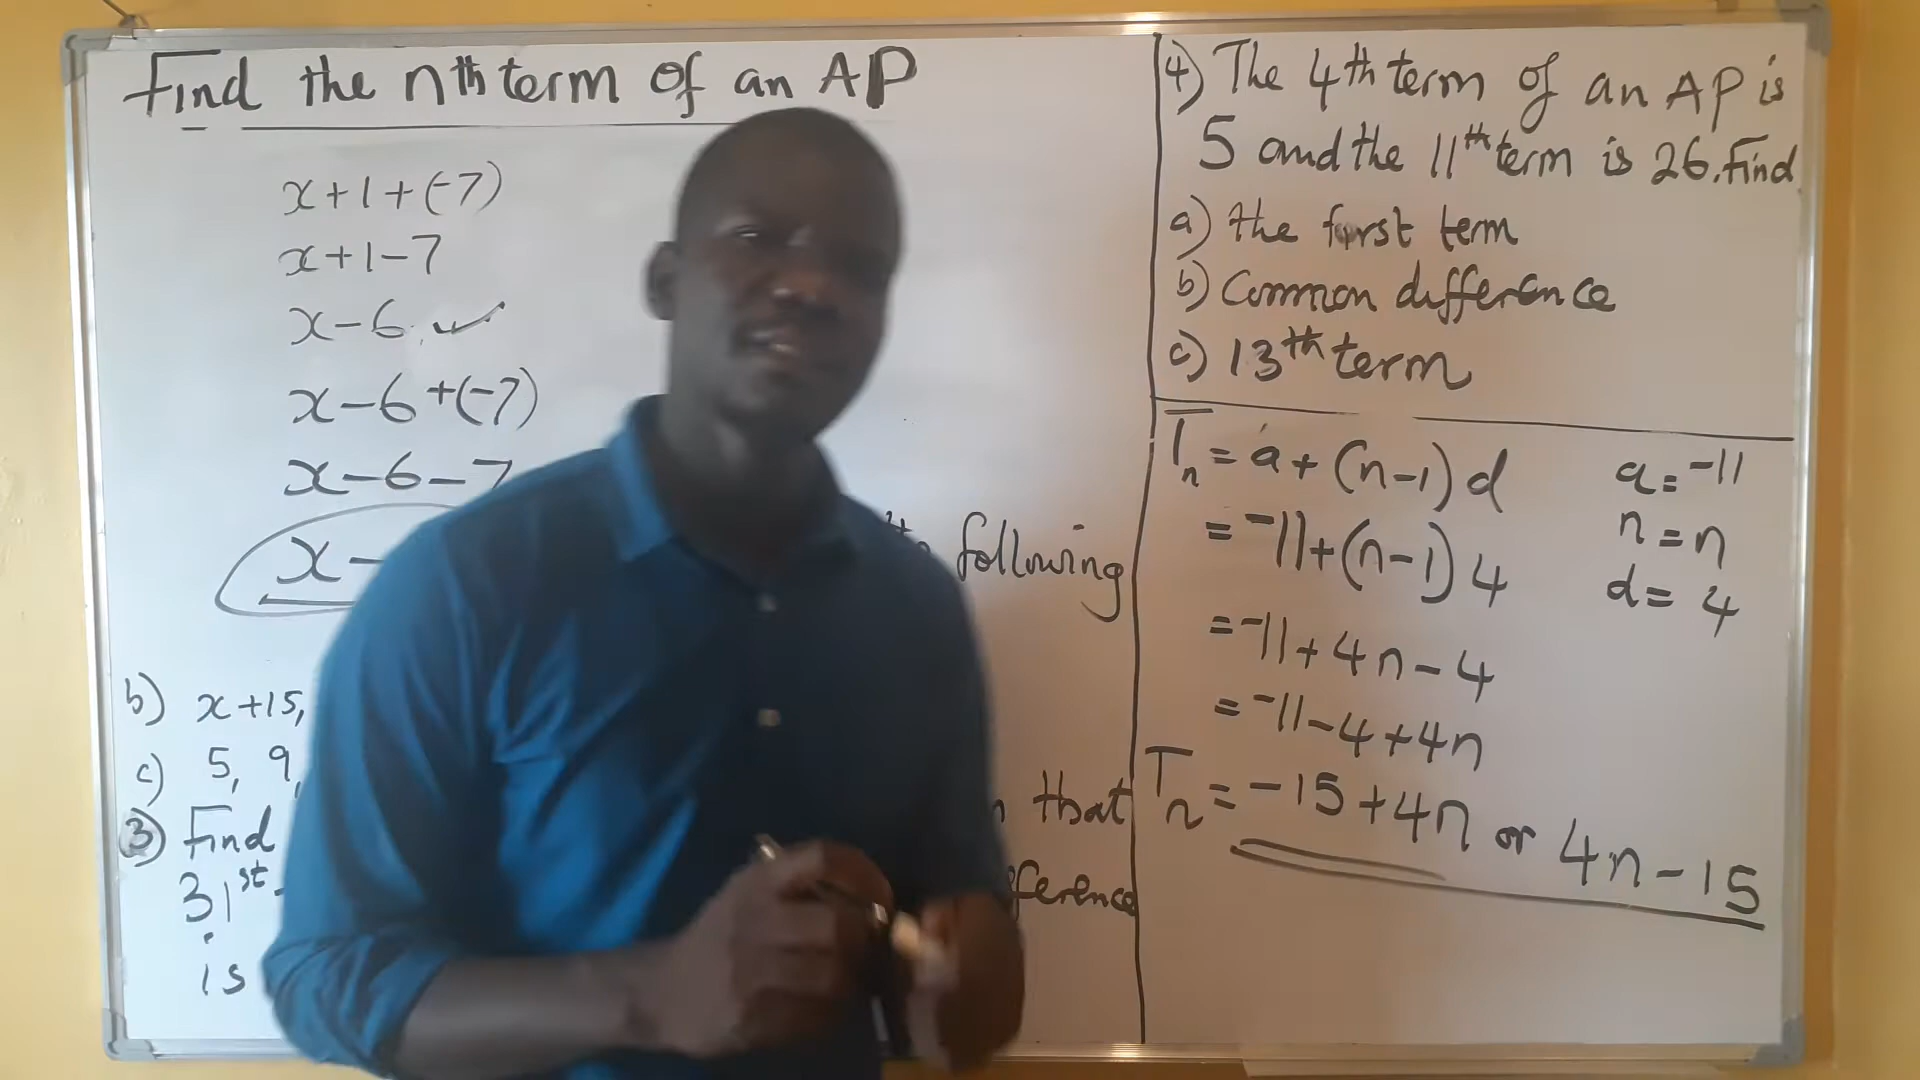 Find the nth term of an AP
x+1+(-7)
x+1-7
x-6 ✓
x-6+(-7)
x-6-7
x-
following
b) x+15,
c) 5, 9,
that
3) Find
31st
is
4) The 4th term of an AP is
5 and the 11th term is 26. Find
a) the first term
b) Common difference
c) 13th term
Tn = a + (n-1) d
a = -11
= -11 + (n-1) 4
n = n
d = 4
= -11 + 4n - 4
= -11 - 4 + 4n
Tn = -15 + 4n or 4n - 15